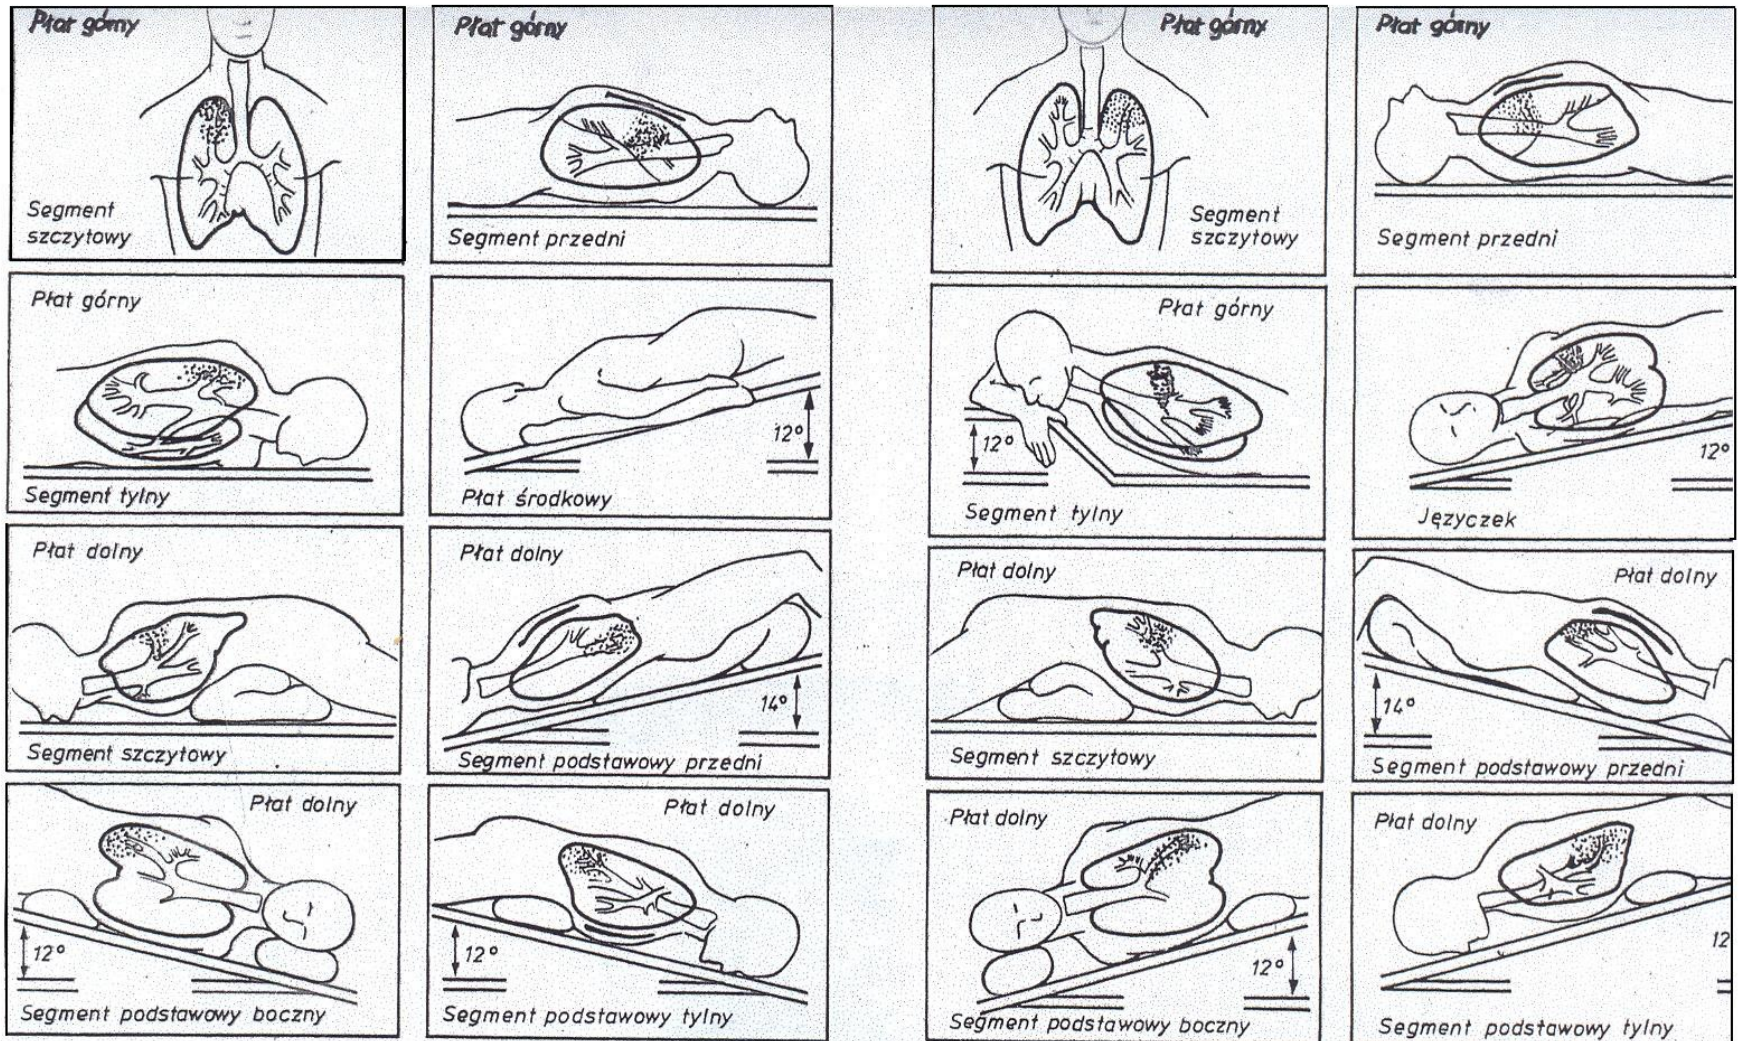 Płat górny
Segment
szczytowy
Płat górny
Segment przedni
Płat górny
Segment
szczytowy
Płat górny
Segment przedni
Płat górny
Segment tylny
12°
Płat środkowy
Płat górny
12°
Segment tylny
12°
Języczek
Płat dolny
Segment szczytowy
Płat dolny
14°
Segment podstawowy przedni
Płat dolny
Segment szczytowy
Płat dolny
14°
Segment podstawowy przedni
Płat dolny
12°
Segment podstawowy boczny
Płat dolny
12°
Segment podstawowy tylny
Płat dolny
12°
Segment podstawowy boczny
Płat dolny
12
Segment podstawowy tylny